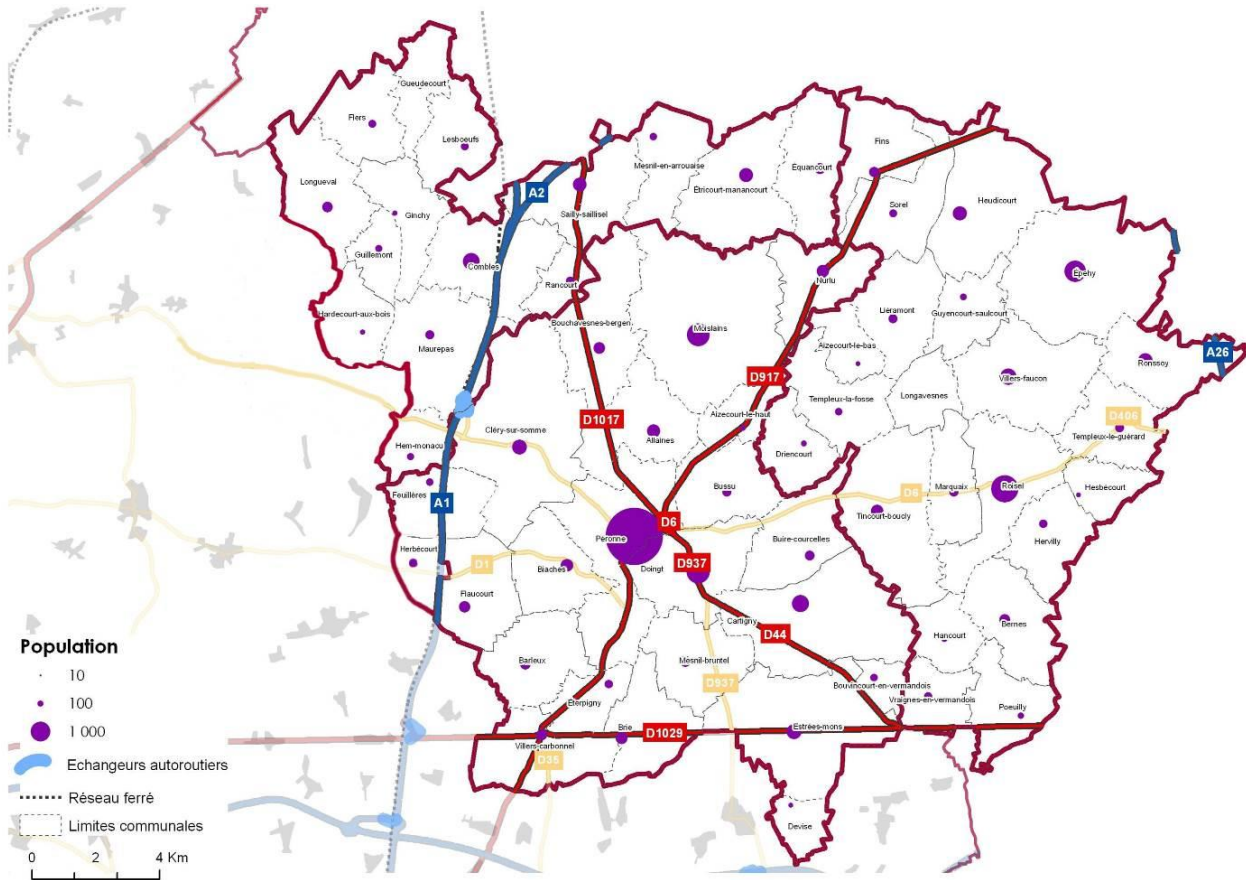 Gueudecourt
Flers
Lesboeufs
Mesnil-en-arrouaise
Fins
Équancourt
Étricourt-manancourt
A2
Longueval
Sailly-saillisel
Sorel
Heudicourt
Ginchy
Guillemont
Combles
Epehy
Rancourt
Nurlu
Hardecourt-aux-bois
Lieramont
Guyencourt-saulcourt
Bouchavesnes-bergen
Moislains
Maurepas
Aizecourt-le-bas
A26
Ronssoy
D917
Villers-faucon
Templeux-la-fosse
Longavesnes
D1017
Aizecourt-le-haut
D406
Cléry-sur-somme
Allaines
Templeux-le-guérard
Hem-monacu
Driencourt
Feuillères
Bussu
Marquaix
Roisel
Hesbécourt
D6
A1
Tincourt-boucly
D6
Péronne
Buire-courcelles
Hervilly
Herbécourt
D1
Biaches
Doingt
D937
Flaucourt
Cartigny
D44
Bernes
Hancourt
Barleux
Mesnil-bruntel
D937
Bouvincourt-en-vermandois
Vraignes-en-vermandois
Eterpigny
Poeuilly
Brie
D1029
Estrées-mons
Villers-carbonnel
D35
Devise
Population
10
100
1 000
Echangeurs autoroutiers
Réseau ferré
Limites communales
0 2 4 Km